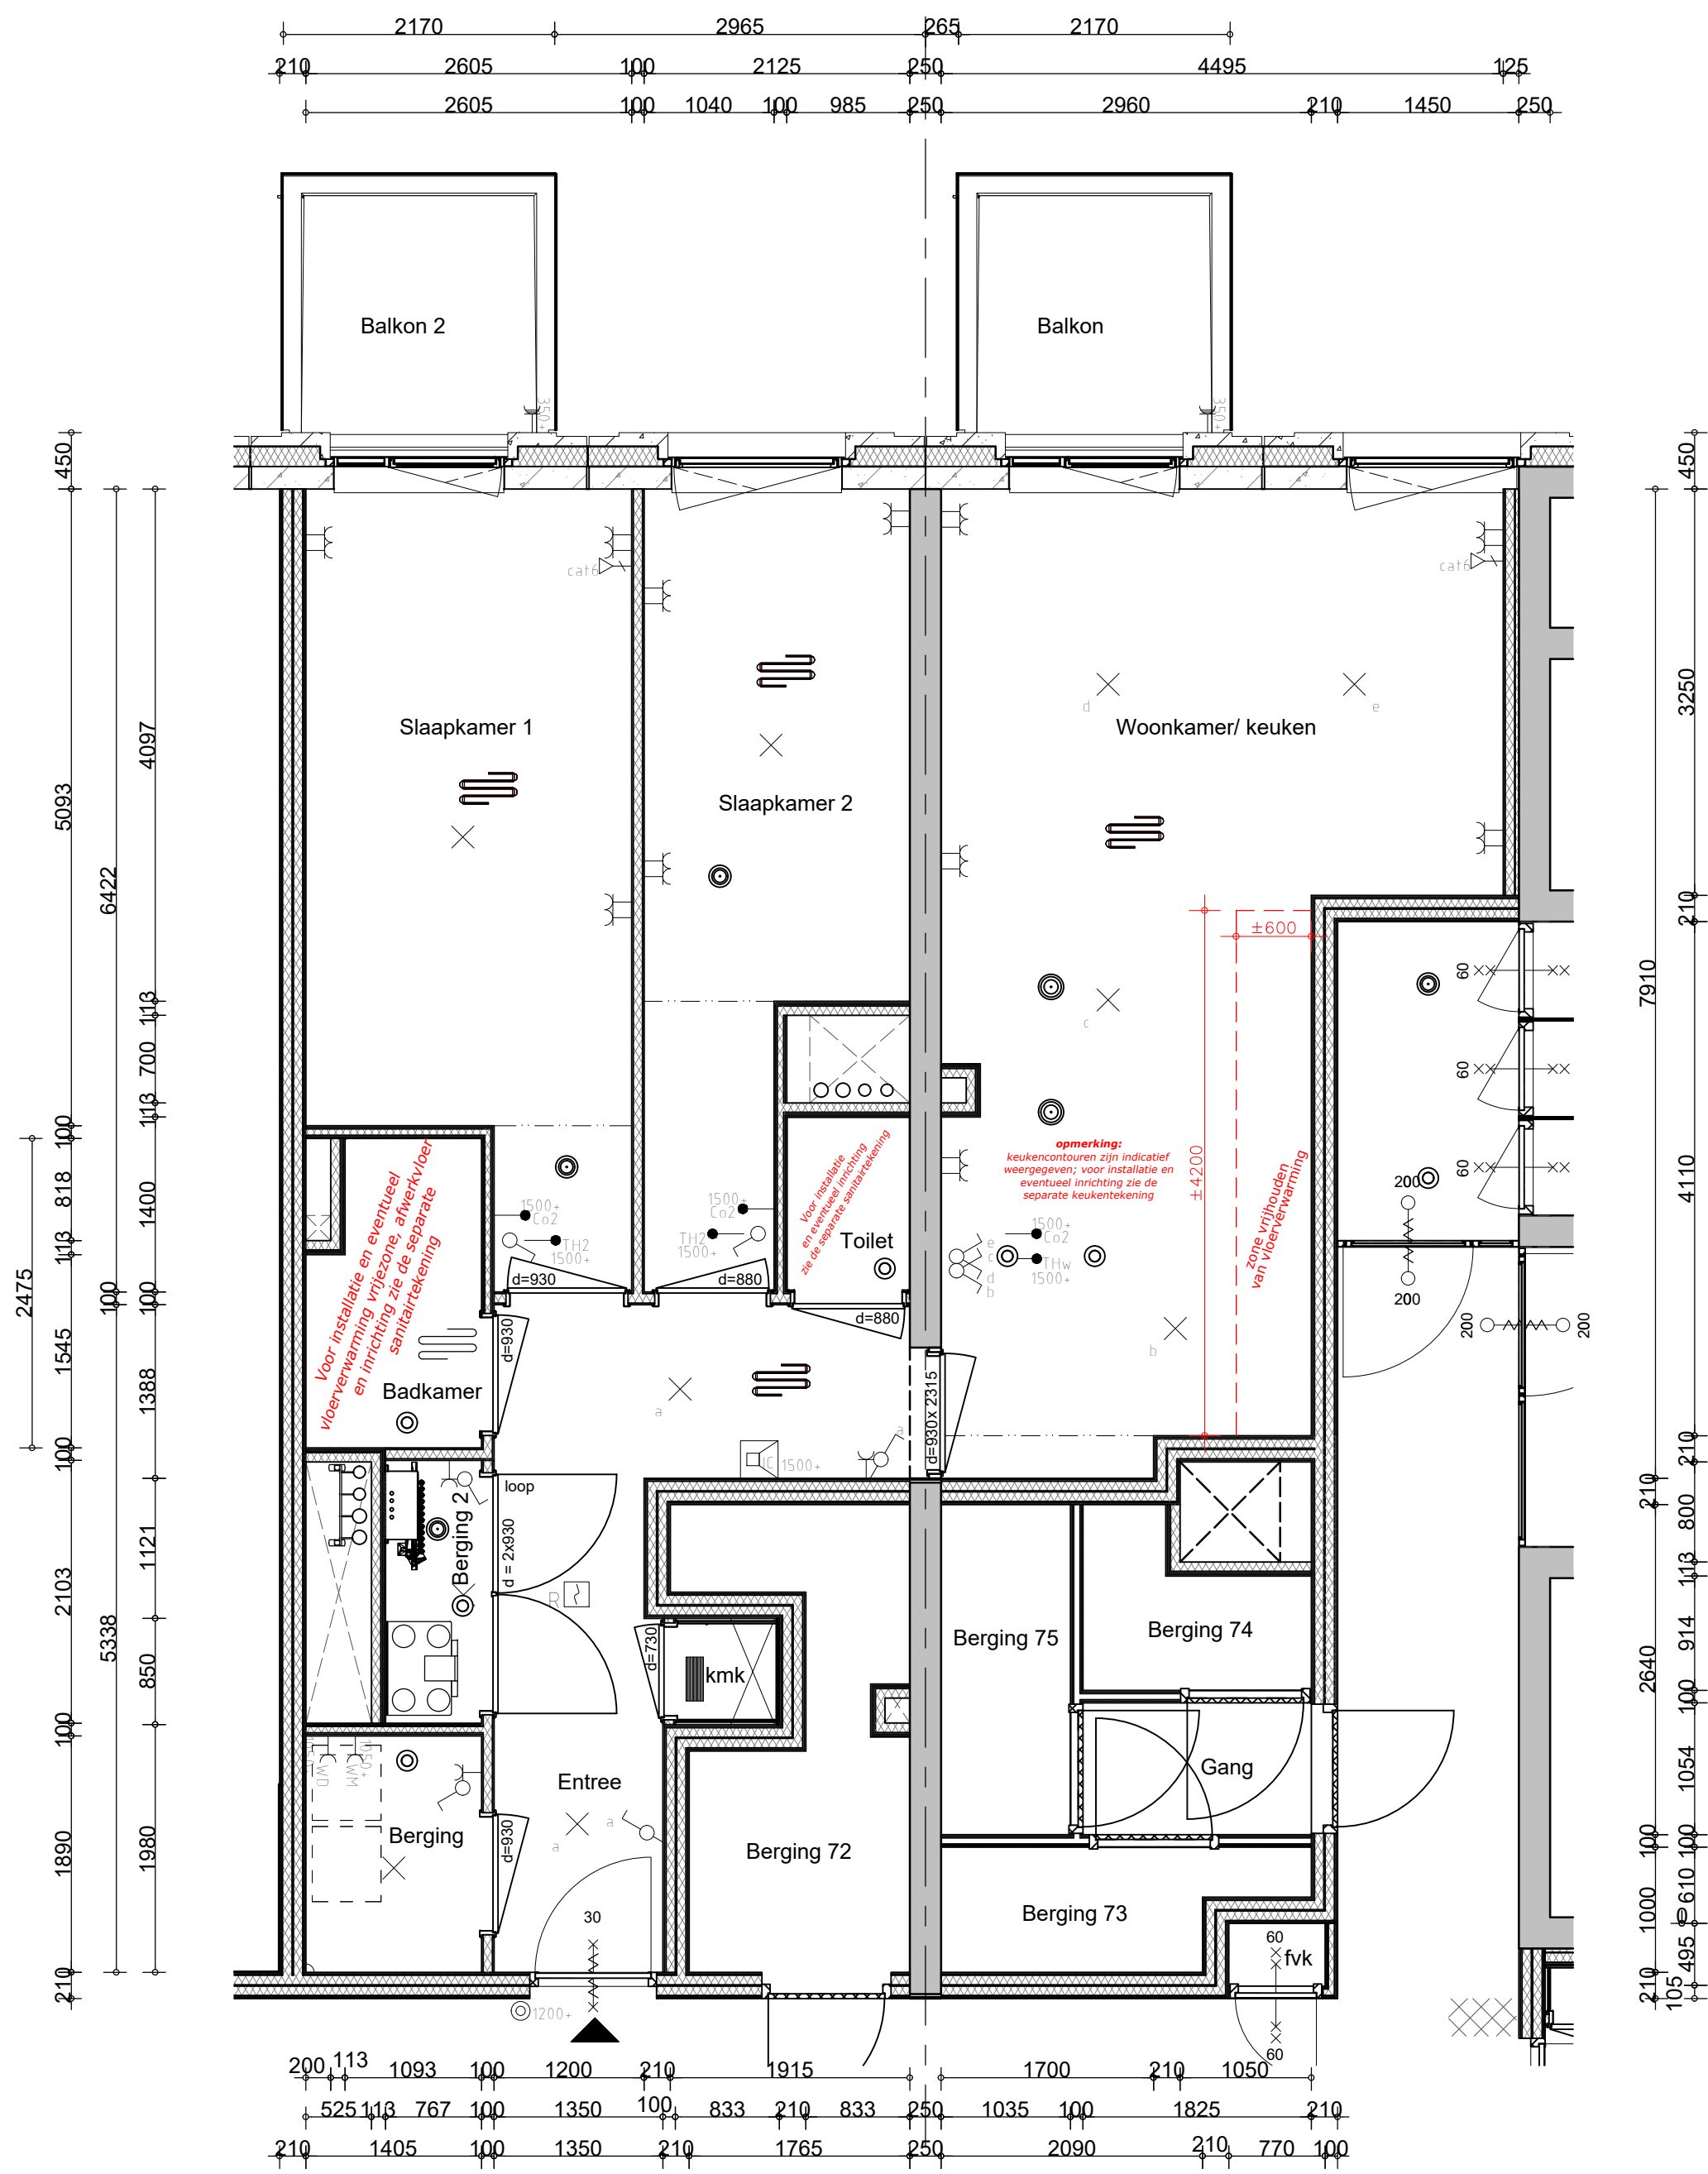 2170 2965 265 2170
210 2605 100 2125 250 4495 125
2605 100 1040 100 985 250 2960 210 1450 250
Balkon 2
Balkon
350+
350+
450
450
cat6
cat6
d
e
Slaapkamer 1
Woonkamer/ keuken
Slaapkamer 2
5093
6422
4097
3250
7910
210
±600
60
c
113
700
113
60
100
818
113
1400
2475
100
100
1545
1388
100
opmerking:
keukencontouren zijn indicatief
weergegeven; voor installatie en
eventueel inrichting zie de
separate keukentekening
±4200
zone vrijhouden
van vloerverwarming
60
200
200
200
200
4110
Voor installatie en eventueel
vloerverwarming vrijezone, afwerkvloer
en inrichting zie de separate
sanitairtekening
Voor installatie
en eventueel inrichting
zie de separate sanitairtekening
1500+
Co2
TH2
1500+
1500+
Co2
TH2
1500+
Toilet
e
c
d
b
1500+
Co2
THw
1500+
d=930
d=880
d=880
d=930
b
d=930x 2315
Badkamer
a
a
IC 1500+
loop
d = 2x930
Berging 2
R
2103
5338
1121
850
100
210
210
800
113
914
2640
100
1054
d=730
kmk
Berging 75
Berging 74
Gang
1050+
WD
1050+
WM
Entree
a
a
Berging
d=930
Berging 72
Berging 73
1890
1980
210
100
100
610
1000
0
495
210
105
30
60
fvk
60
1200+
200 113 1093 100 1200 210 1915 1700 210 1050
525 113 767 100 1350 100 833 210 833 250 1035 100 1825 210
210 1405 100 1350 210 1765 250 2090 210 770 100